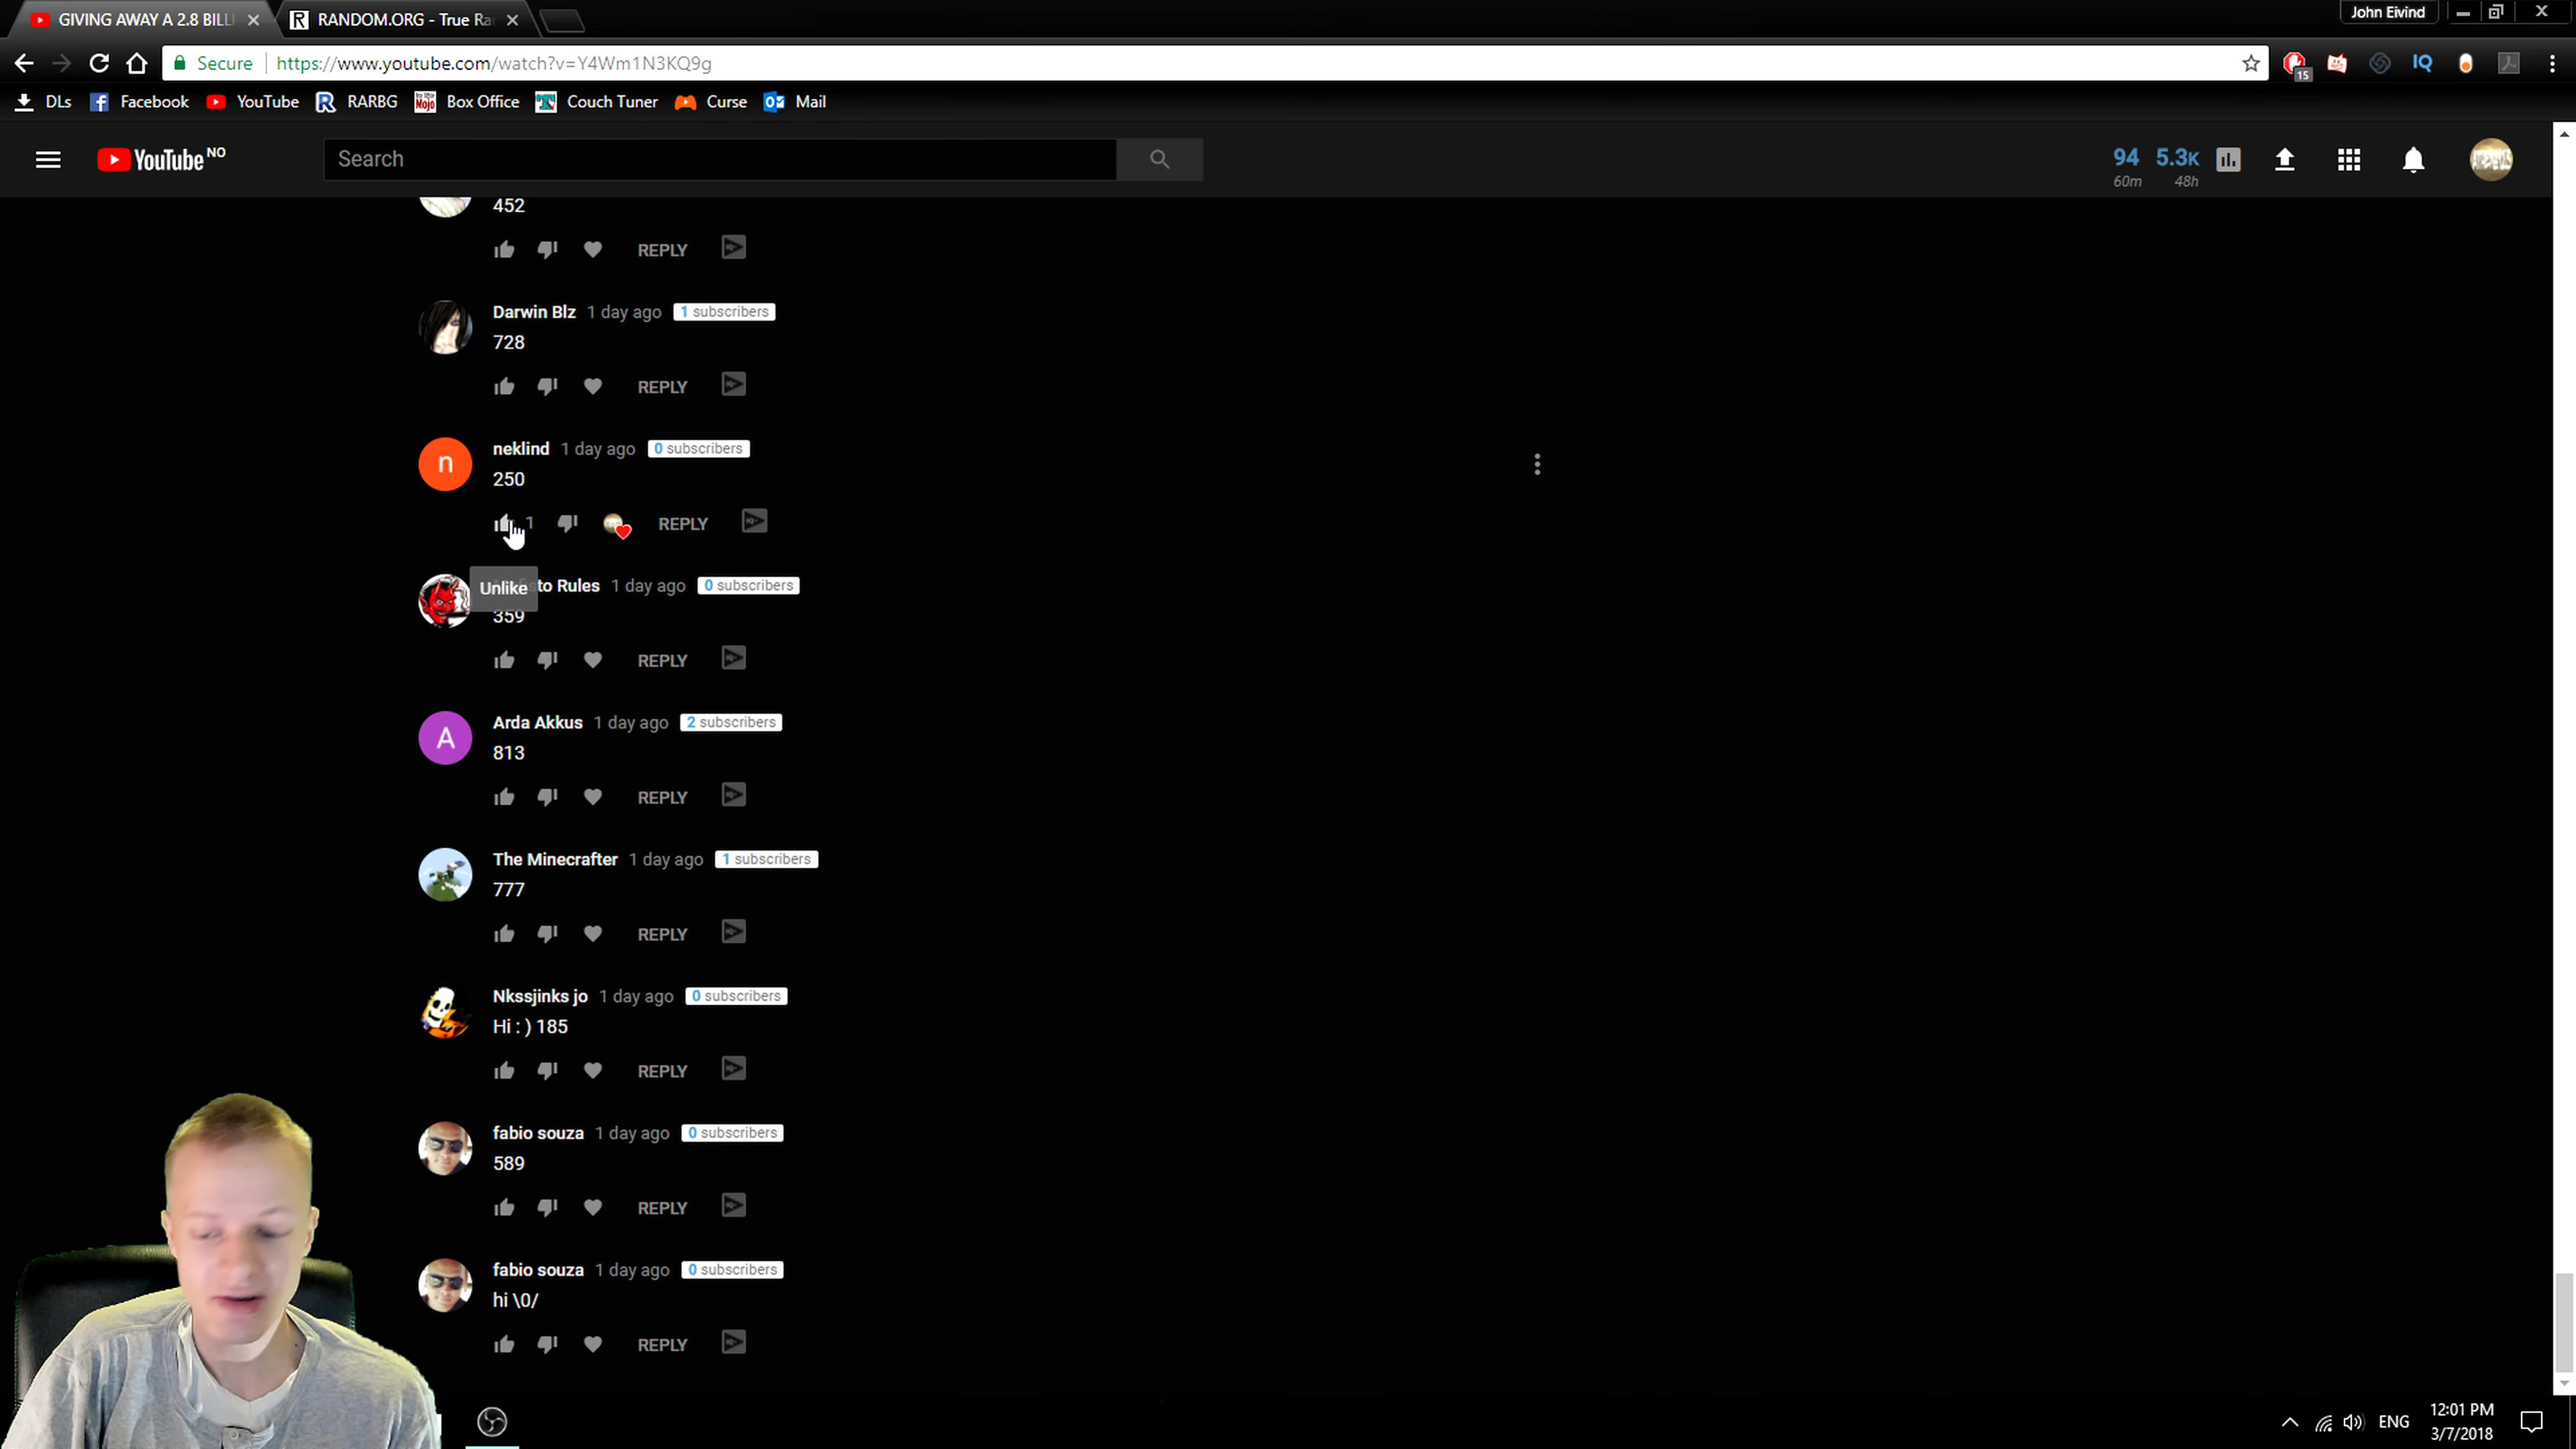 GIVING AWAY A 2.8 BILL
RANDOM.ORG - True Ra
John Eivind
Secure https://www.youtube.com/watch?v=Y4Wm1N3KQ9g
15
IQ
DLs Facebook YouTube RARBG Box Office Couch Tuner Curse Mail
YouTube NO
Search
94 5.3K
60m 48h
452
REPLY
Darwin Blz 1 day ago 1 subscribers
728
REPLY
neklind 1 day ago 0 subscribers
n
250
1 REPLY
Unlike
sto Rules 1 day ago 0 subscribers
359
REPLY
Arda Akkus 1 day ago 2 subscribers
A
813
REPLY
The Minecrafter 1 day ago 1 subscribers
777
REPLY
Nkssjinks jo 1 day ago 0 subscribers
Hi : ) 185
REPLY
fabio souza 1 day ago 0 subscribers
589
REPLY
fabio souza 1 day ago 0 subscribers
hi \0/
REPLY
ENG
12:01 PM
3/7/2018